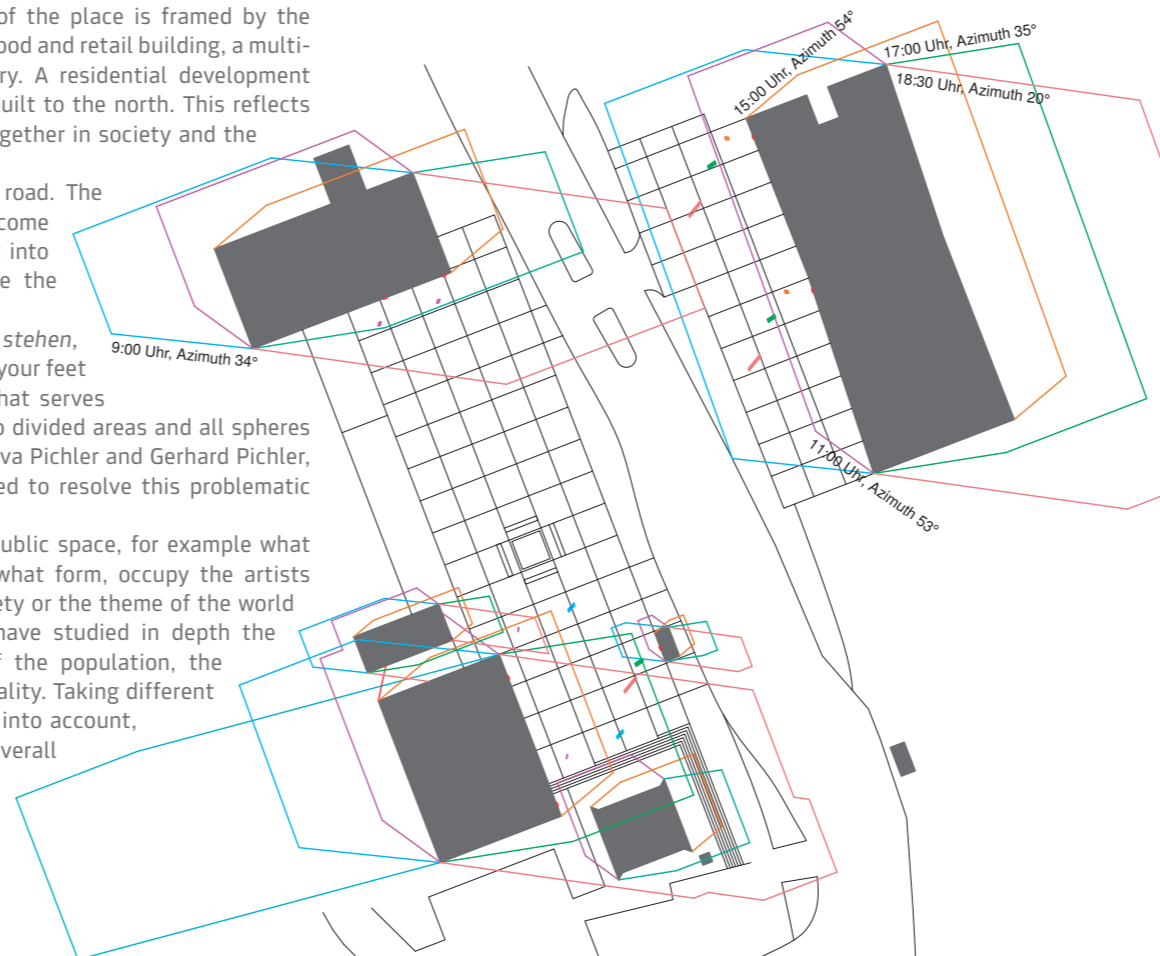 of the place is framed by the
ood and retail building, a multi-
ry. A residential development
built to the north. This reflects
ogether in society and the
road. The
come
into
e the
stehen,
your feet
hat serves
o divided areas and all spheres
va Pichler and Gerhard Pichler,
ed to resolve this problematic
ublic space, for example what
what form, occupy the artists
ety or the theme of the world
have studied in depth the
f the population, the
ality. Taking different
into account,
verall
9:00 Uhr, Azimuth 34°
15:00 Uhr, Azimuth 54°
17:00 Uhr, Azimuth 35°
18:30 Uhr, Azimuth 20°
11:00 Uhr, Azimuth 53°